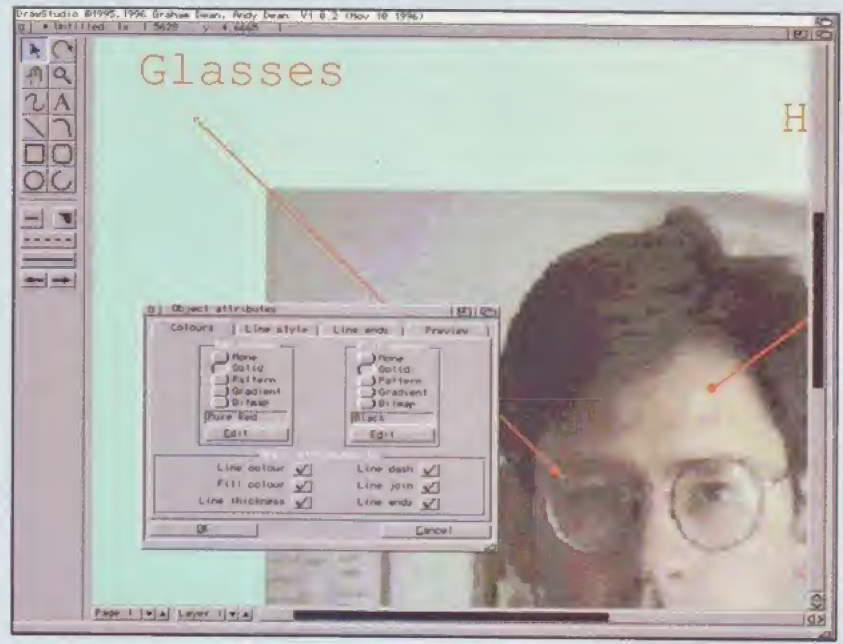 DrawStudio ©1995,1996 Graham Dean, Andy Dean. V1.0.2 (Nov 10 1996)
Untitled: 1x
Glasses
H
Object attributes
Colours | Line style | Line ends | Preview
None
Solid
Pattern
Gradient
Bitmap
Pure Red
Edit
None
Solid
Pattern
Gradient
Bitmap
Black
Edit
Line colour
Line dash
Fill colour
Line join
Line thickness
Line ends
OK
Cancel
Page 1
Layer 1